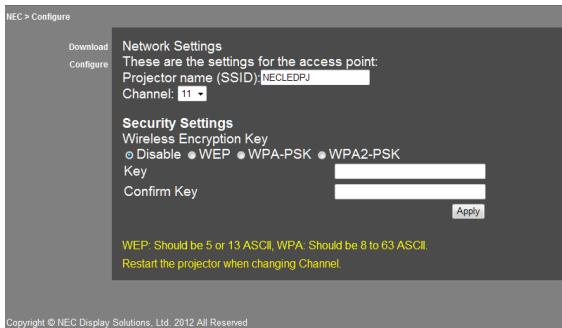 NEC > Configure
Download
Configure
Network Settings
These are the settings for the access point:
Projector name (SSID): NECLEDPJ
Channel: 11
Security Settings
Wireless Encryption Key
Disable WEP WPA-PSK WPA2-PSK
Key
Confirm Key
Apply
WEP: Should be 5 or 13 ASCII, WPA: Should be 8 to 63 ASCII.
Restart the projector when changing Channel.
Copyright © NEC Display Solutions, Ltd. 2012 All Reserved